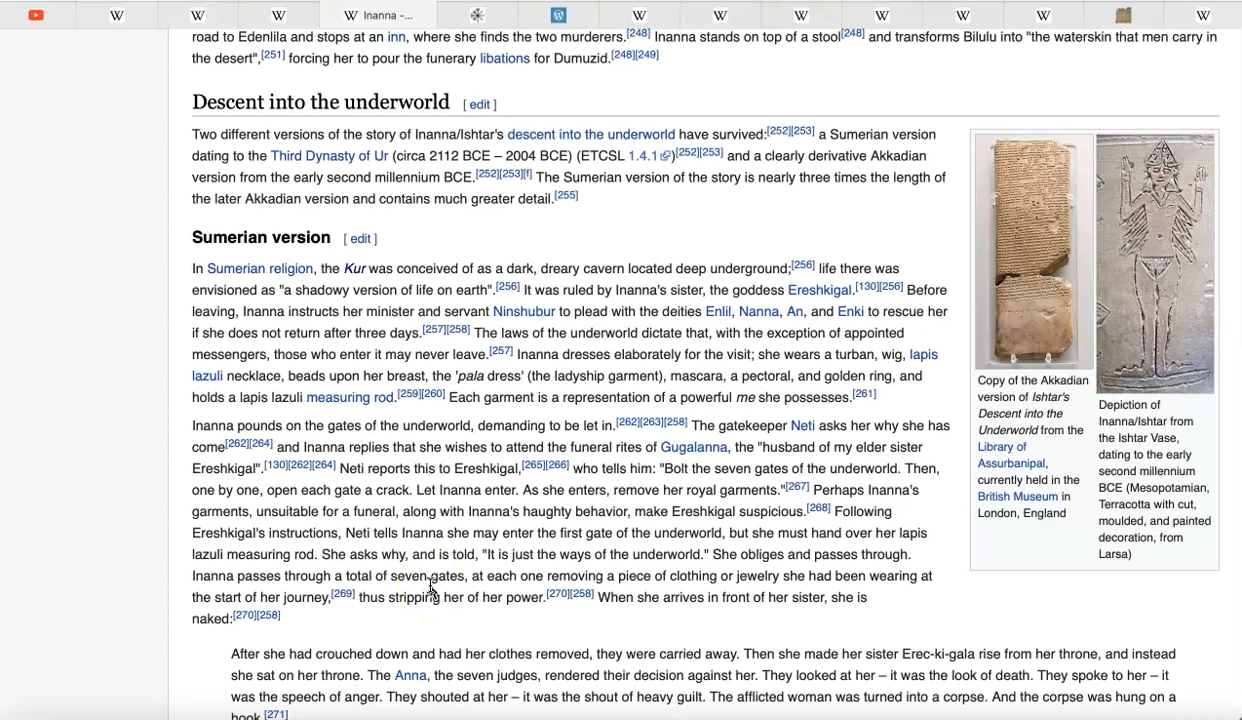 Inanna –...
road to Edenlila and stops at an inn, where she finds the two murderers.[248] Inanna stands on top of a stool[248] and transforms Bilulu into "the waterskin that men carry in
the desert",[251] forcing her to pour the funerary libations for Dumuzid.[248][249]
Descent into the underworld [ edit ]
Two different versions of the story of Inanna/Ishtar's descent into the underworld have survived:[252][253] a Sumerian version
dating to the Third Dynasty of Ur (circa 2112 BCE – 2004 BCE) (ETCSL 1.4.1)[252][253] and a clearly derivative Akkadian
version from the early second millennium BCE.[252][253][f] The Sumerian version of the story is nearly three times the length of
the later Akkadian version and contains much greater detail.[255]
Sumerian version [ edit ]
In Sumerian religion, the Kur was conceived of as a dark, dreary cavern located deep underground;[256] life there was
envisioned as "a shadowy version of life on earth".[256] It was ruled by Inanna's sister, the goddess Ereshkigal.[130][256] Before
leaving, Inanna instructs her minister and servant Ninshubur to plead with the deities Enlil, Nanna, An, and Enki to rescue her
if she does not return after three days.[257][258] The laws of the underworld dictate that, with the exception of appointed
messengers, those who enter it may never leave.[257] Inanna dresses elaborately for the visit; she wears a turban, wig, lapis
lazuli necklace, beads upon her breast, the 'pala dress' (the ladyship garment), mascara, a pectoral, and golden ring, and
holds a lapis lazuli measuring rod.[259][260] Each garment is a representation of a powerful me she possesses.[261]
Inanna pounds on the gates of the underworld, demanding to be let in.[262][263][258] The gatekeeper Neti asks her why she has
come[262][264] and Inanna replies that she wishes to attend the funeral rites of Gugalanna, the "husband of my elder sister
Ereshkigal".[130][262][264] Neti reports this to Ereshkigal,[265][266] who tells him: "Bolt the seven gates of the underworld. Then,
one by one, open each gate a crack. Let Inanna enter. As she enters, remove her royal garments."[267] Perhaps Inanna's
garments, unsuitable for a funeral, along with Inanna's haughty behavior, make Ereshkigal suspicious.[268] Following
Ereshkigal's instructions, Neti tells Inanna she may enter the first gate of the underworld, but she must hand over her lapis
lazuli measuring rod. She asks why, and is told, "It is just the ways of the underworld." She obliges and passes through.
Inanna passes through a total of seven gates, at each one removing a piece of clothing or jewelry she had been wearing at
the start of her journey,[269] thus stripping her of her power.[270][258] When she arrives in front of her sister, she is
naked:[270][258]
After she had crouched down and had her clothes removed, they were carried away. Then she made her sister Erec-ki-gala rise from her throne, and instead
she sat on her throne. The Anna, the seven judges, rendered their decision against her. They looked at her – it was the look of death. They spoke to her – it
was the speech of anger. They shouted at her – it was the shout of heavy guilt. The afflicted woman was turned into a corpse. And the corpse was hung on a
hook.[271]
Copy of the Akkadian
version of Ishtar's
Descent into the
Underworld from the
Library of
Assurbanipal,
currently held in the
British Museum in
London, England
Depiction of
Inanna/Ishtar from
the Ishtar Vase,
dating to the early
second millennium
BCE (Mesopotamian,
Terracotta with cut,
moulded, and painted
decoration, from
Larsa)